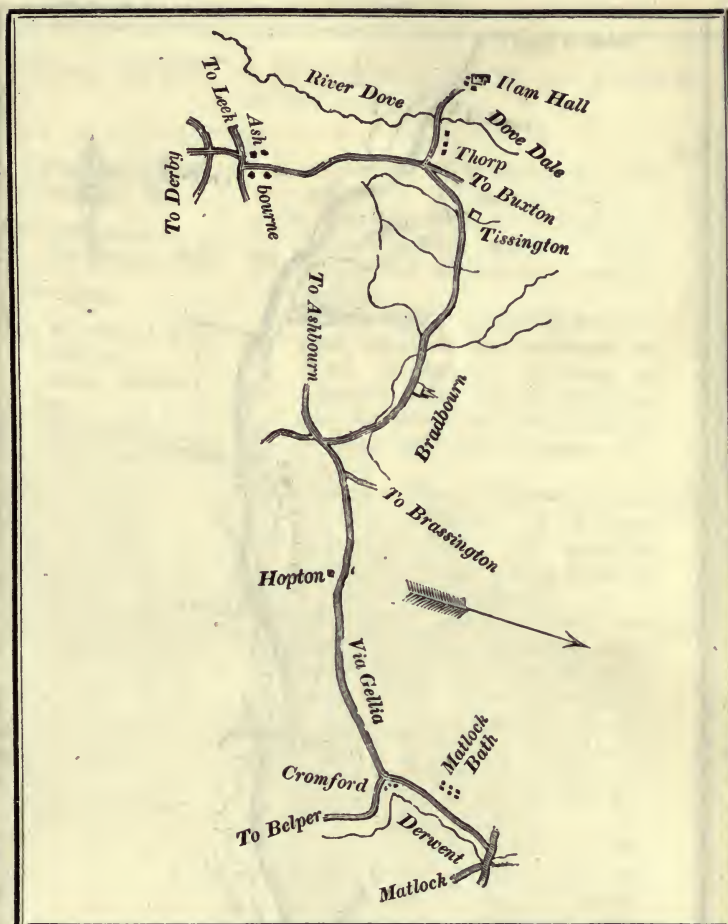 Ilam Hall
River Dove
Dove Dale
To Leek
Ash
bourne
To Derby
Thorp
To Buxton
Tissington
To Ashbourn
Bradbourn
To Brassington
Hopton
Via Gellia
Matlock
Bath
Cromford
To Belper
Derwent
Matlock